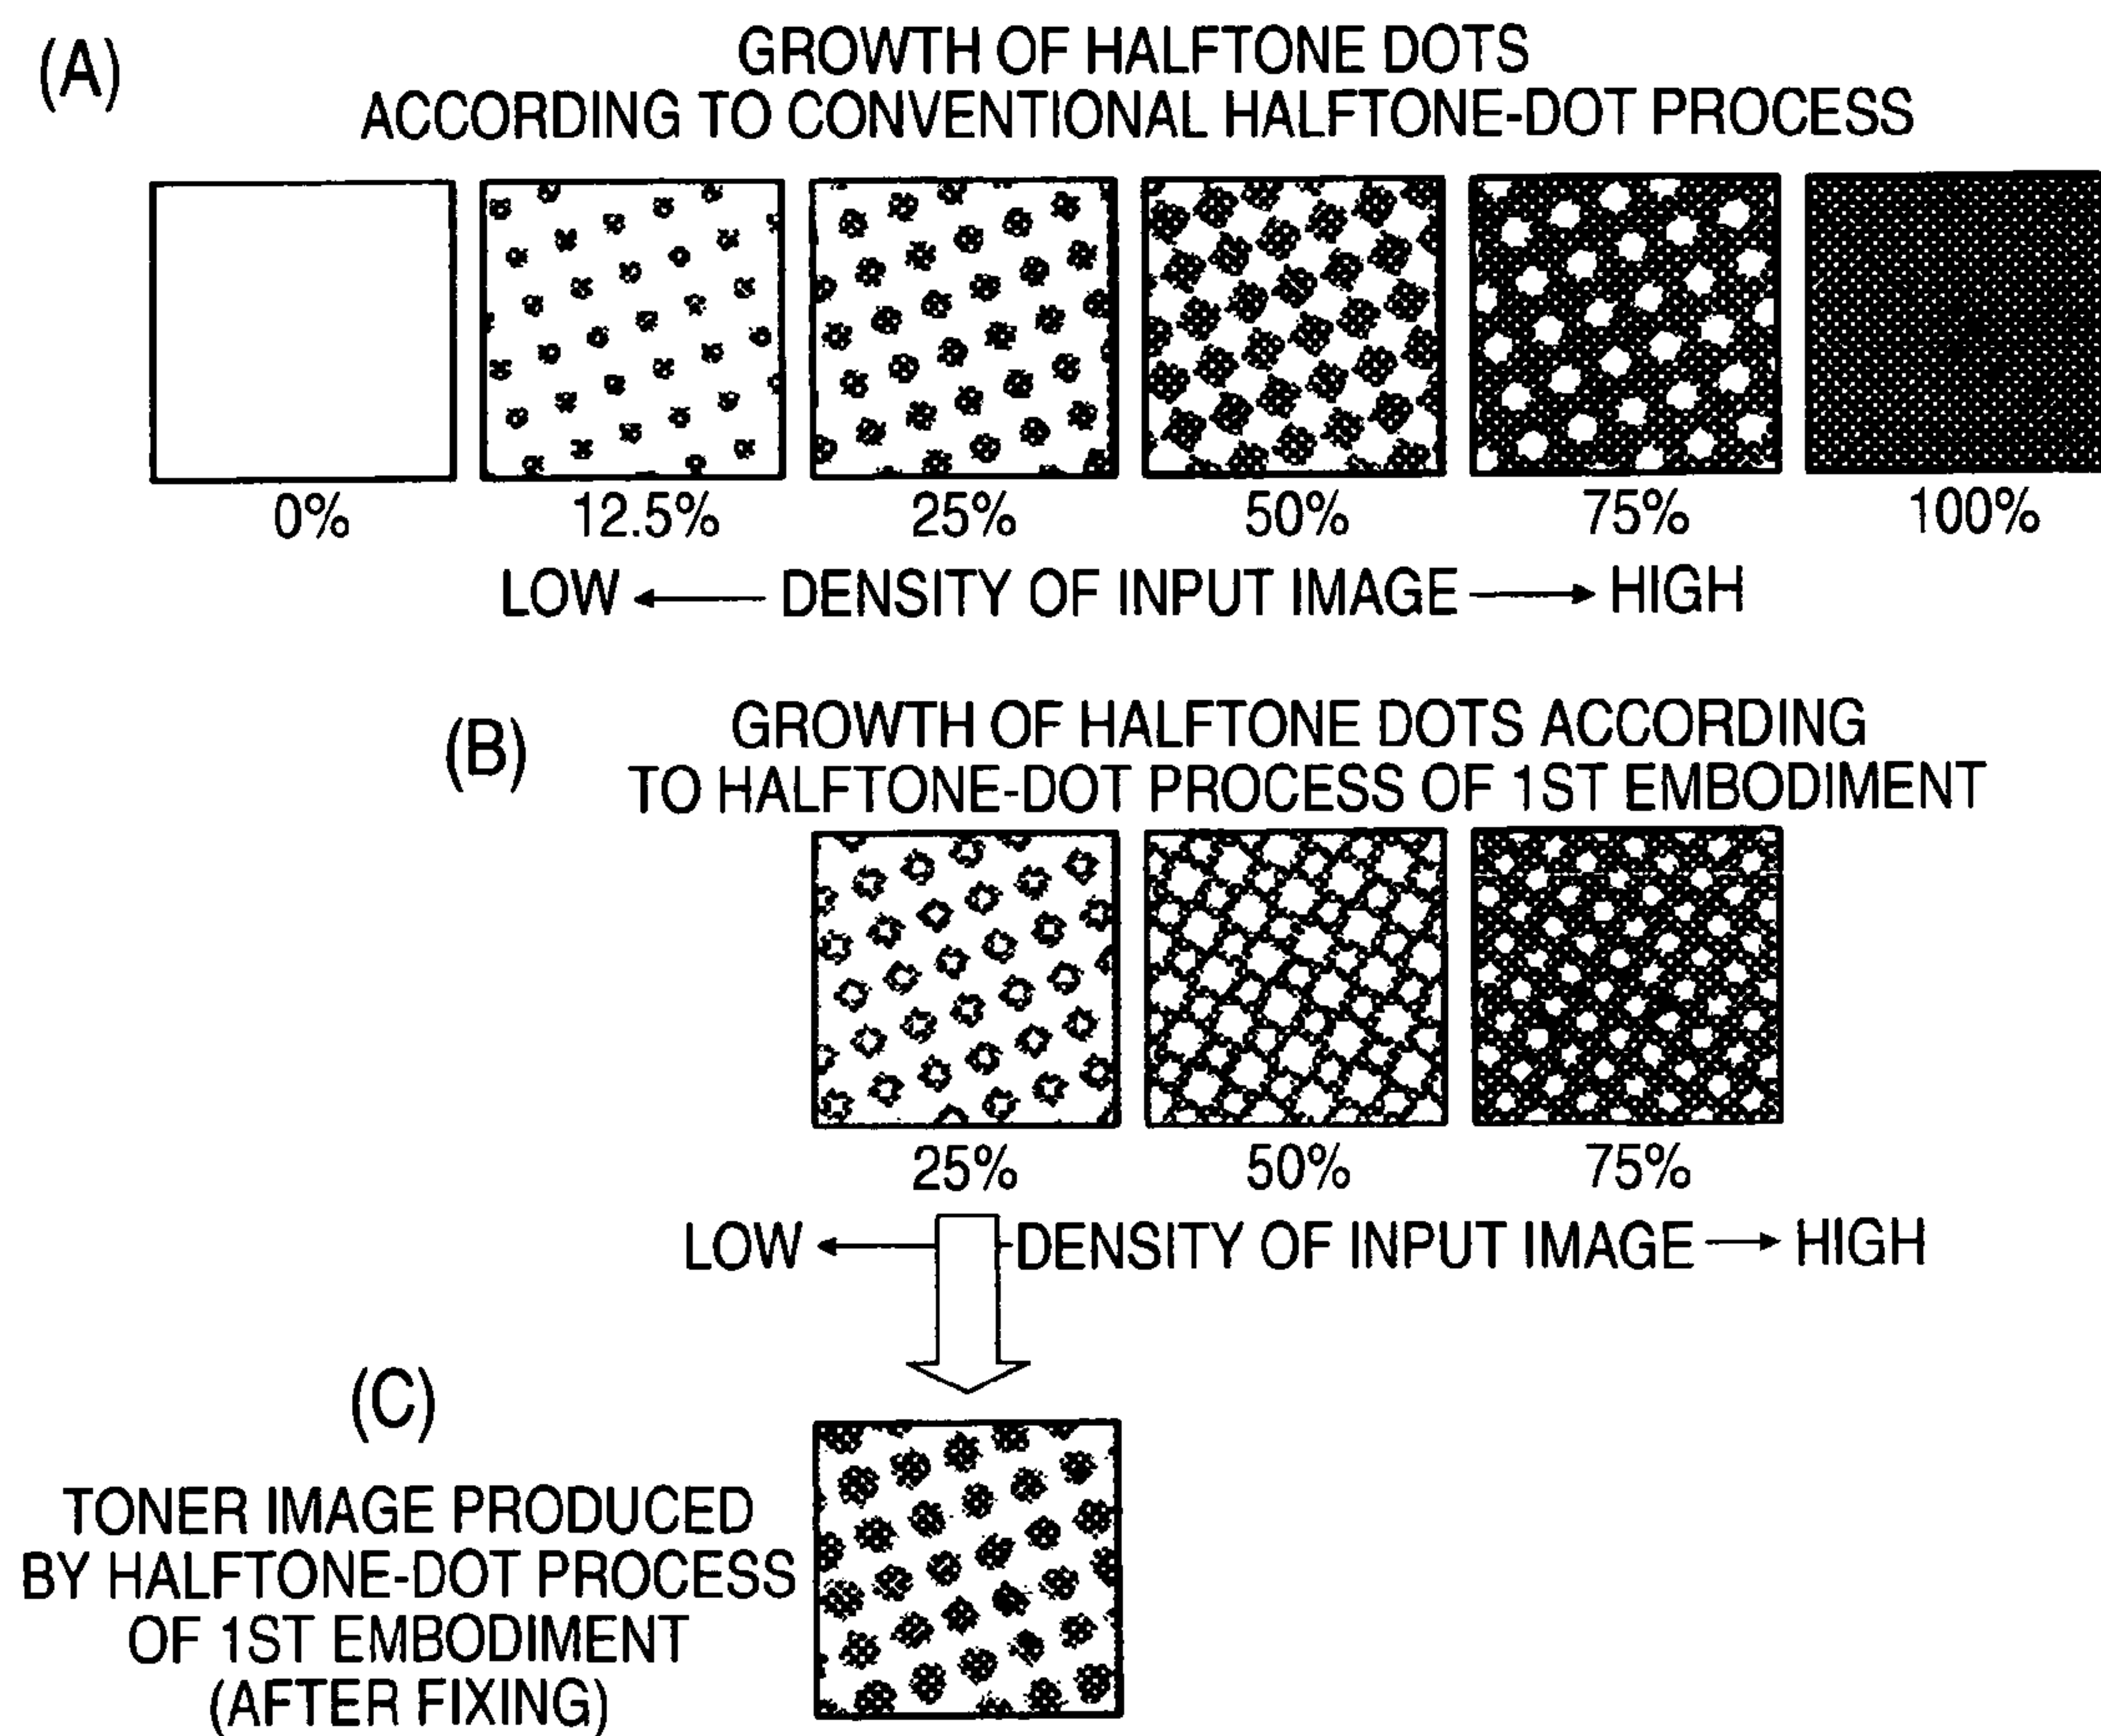 (A)
GROWTH OF HALFTONE DOTS
ACCORDING TO CONVENTIONAL HALFTONE-DOT PROCESS
0% 12.5% 25% 50% 75% 100%
LOW DENSITY OF INPUT IMAGE HIGH
(B)
GROWTH OF HALFTONE DOTS ACCORDING
TO HALFTONE-DOT PROCESS OF 1ST EMBODIMENT
25% 50% 75%
LOW DENSITY OF INPUT IMAGE HIGH
(C)
TONER IMAGE PRODUCED
BY HALFTONE-DOT PROCESS
OF 1ST EMBODIMENT
(AFTER FIXING)